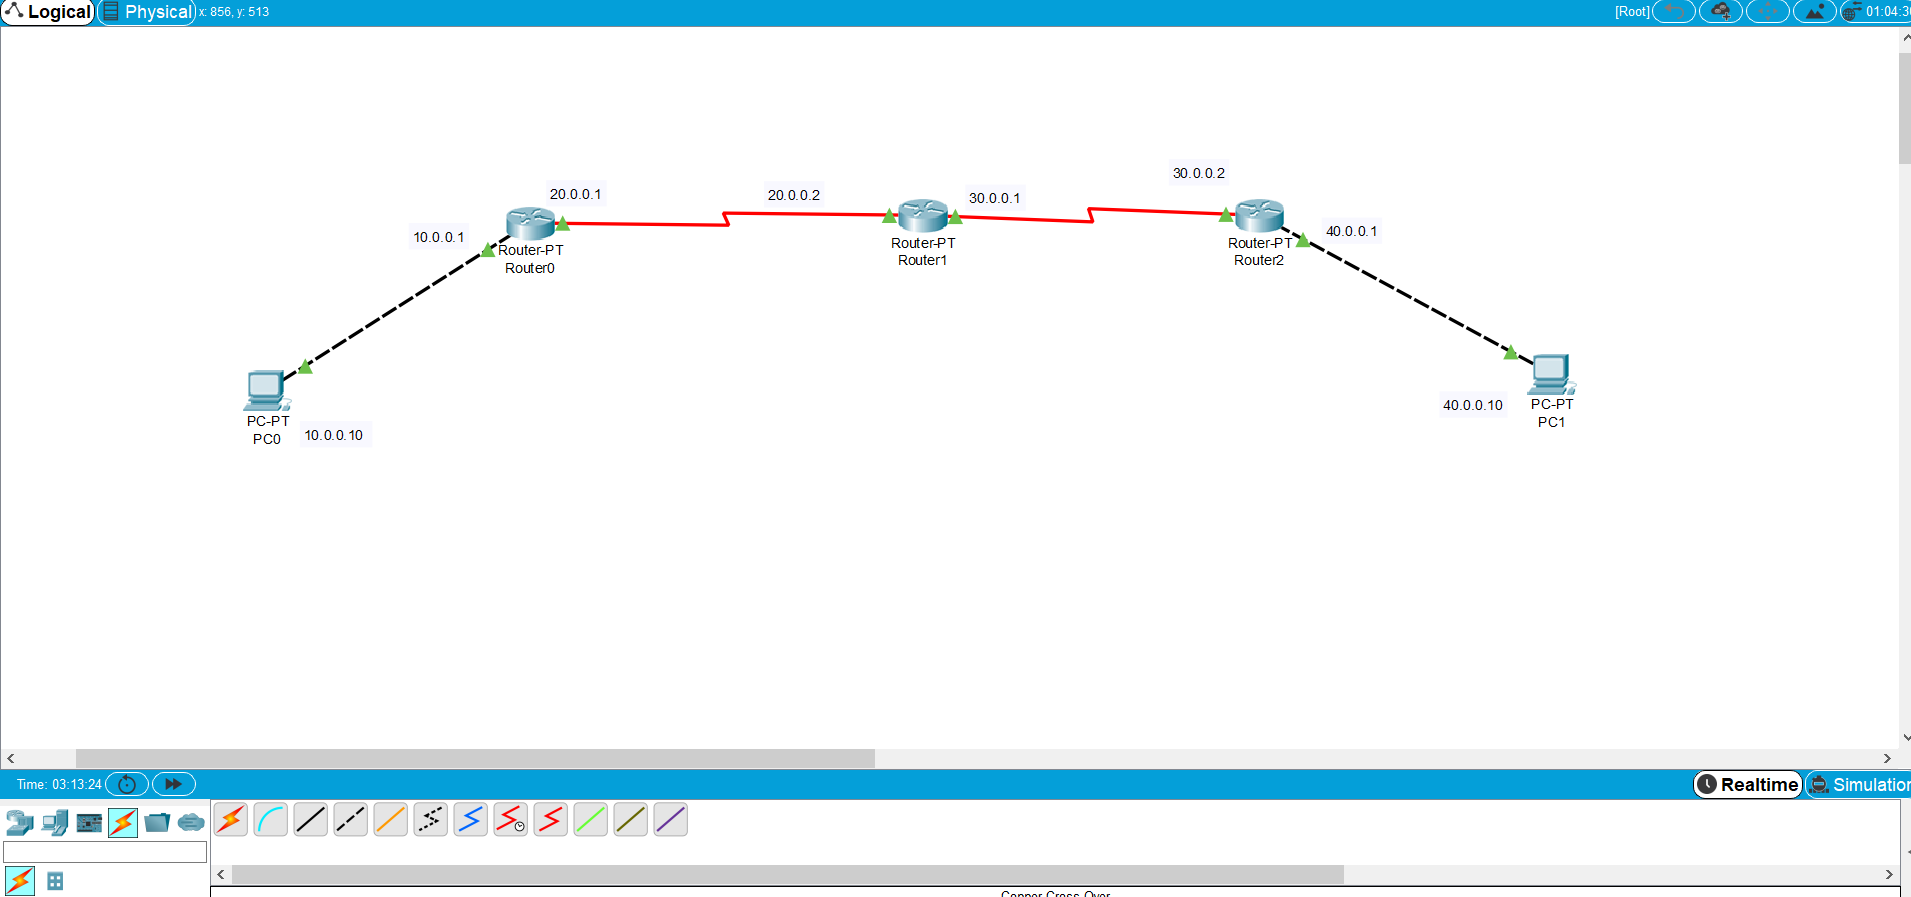 Logical Physical x: 856, y: 513 [Root] 01:04:3
30.0.0.2
20.0.0.1 20.0.0.2 30.0.0.1
10.0.0.1 40.0.0.1
Router-PT
Router0
Router-PT
Router1
Router-PT
Router2
PC-PT
PC0
10.0.0.10
40.0.0.10
PC-PT
PC1
Time: 03:13:24 Realtime Simulation
Copper Cross-Over